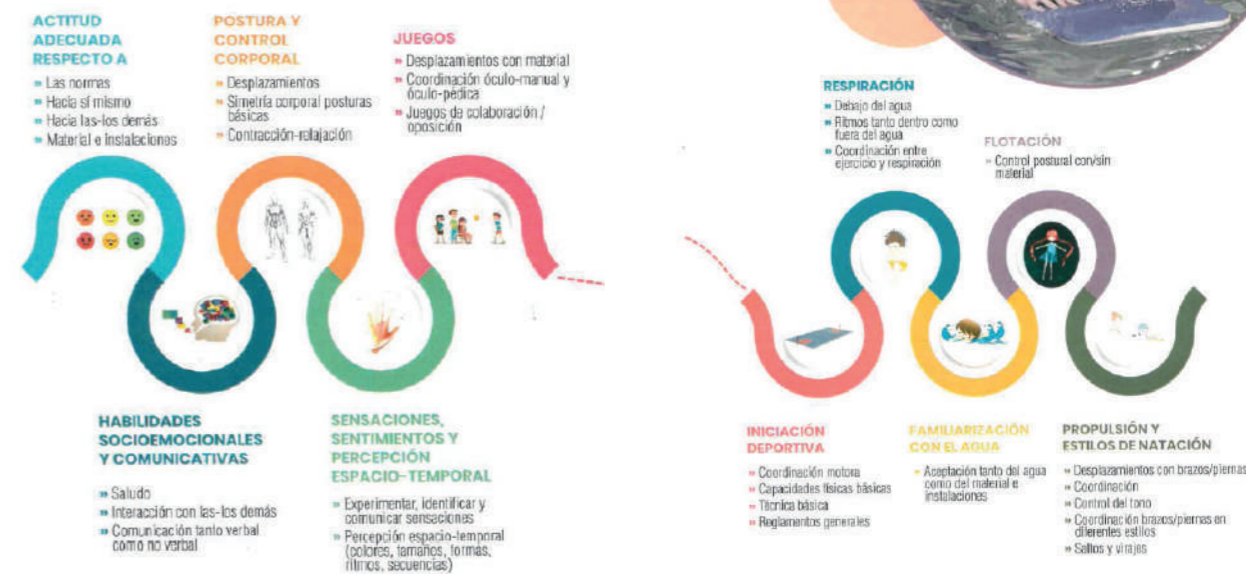 ACTITUD
ADECUADA
RESPECTO A
» Las normas
» Hacia sí mismo
» Hacia las-los demás
» Material e instalaciones
POSTURA Y
CONTROL
CORPORAL
» Desplazamientos
» Simetría corporal posturas
básicas
» Contracción-relajación
JUEGOS
» Desplazamientos con material
» Coordinación óculo-manual y
óculo-pédica
» Juegos de colaboración /
oposición
HABILIDADES
SOCIOEMOCIONALES
Y COMUNICATIVAS
» Saludo
» Interacción con las-los demás
» Comunicación tanto verbal
como no verbal
SENSACIONES,
SENTIMIENTOS Y
PERCEPCIÓN
ESPACIO-TEMPORAL
» Experimentar, identificar y
comunicar sensaciones
» Percepción espacio-temporal
(colores, tamaños, formas,
ritmos, secuencias)
RESPIRACIÓN
» Debajo del agua
» Ritmos tanto dentro como
fuera del agua
» Coordinación entre
ejercicio y respiración
FLOTACIÓN
» Control postural con/sin
material
INICIACIÓN
DEPORTIVA
» Coordinación motora
» Capacidades físicas básicas
» Técnica básica
» Reglamentos generales
FAMILIARIZACIÓN
CON EL AGUA
» Aceptación tanto del agua
como del material e
instalaciones
PROPULSIÓN Y
ESTILOS DE NATACIÓN
» Desplazamientos con brazos/piernas
» Coordinación
» Control del tono
» Coordinación brazos/piernas en
diferentes estilos
» Saltos y virajes